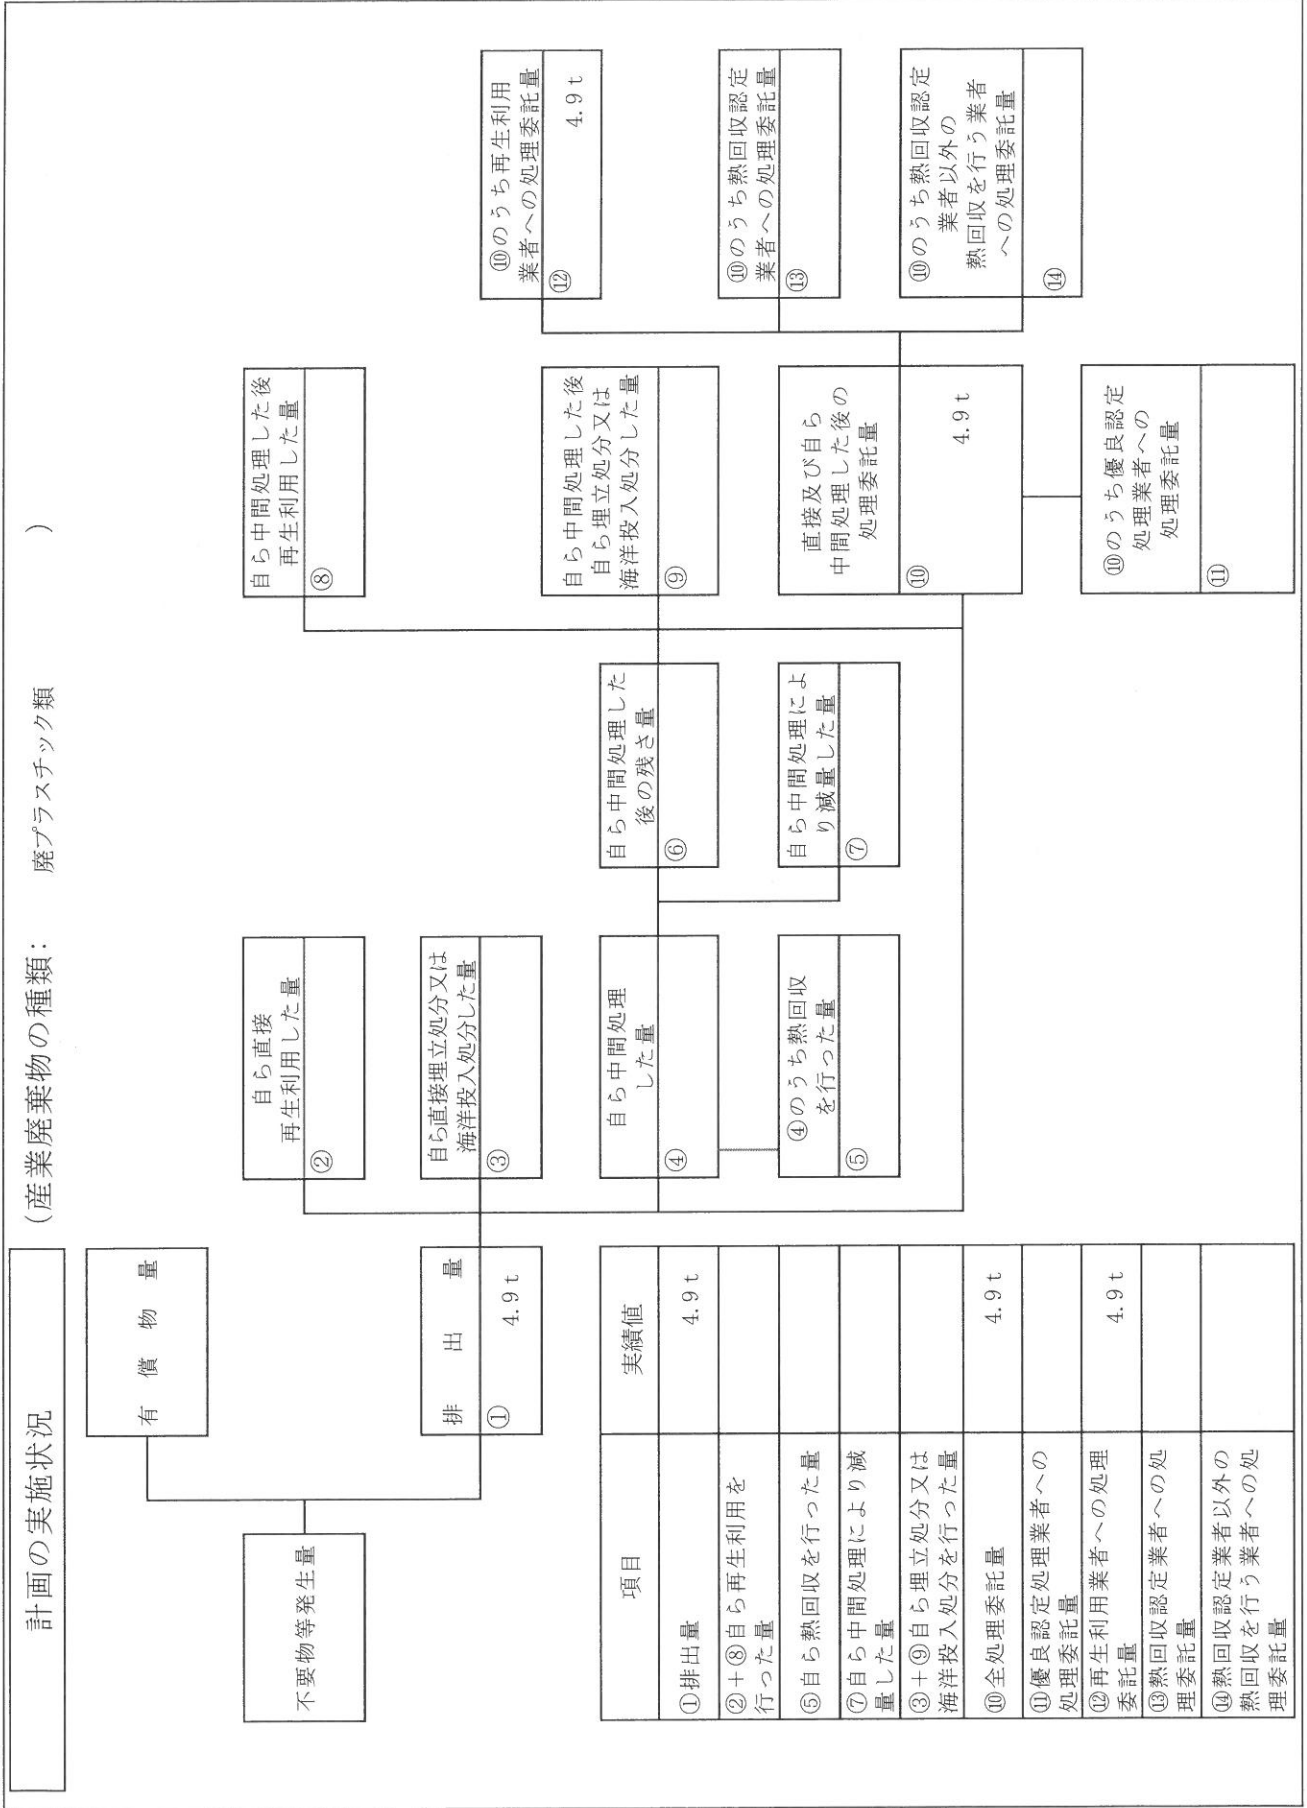 計画の実施状況
(産業廃棄物の種類： 廃プラスチック類 )
不要物等発生量
有償物量
排出量
① 4.9ｔ
自ら直接
再生利用した量
②
自ら直接埋立処分又は
海洋投入処分した量
③
自ら中間処理
した量
④
④のうち熱回収
を行った量
⑤
自ら中間処理した
後の残さ量
⑥
自ら中間処理によ
り減量した量
⑦
自ら中間処理した後
再生利用した量
⑧
自ら中間処理した後
自ら埋立処分又は
海洋投入処分した量
⑨
直接及び自ら
中間処理した後の
処理委託量
⑩ 4.9ｔ
⑩のうち優良認定
処理業者への
処理委託量
⑪
⑩のうち再生利用
業者への処理委託量
⑫ 4.9ｔ
⑩のうち熱回収認定
業者への処理委託量
⑬
⑩のうち熱回収認定
業者以外の
熱回収を行う業者
への処理委託量
⑭
項目 実績値
①排出量 4.9ｔ
②＋⑧自ら再生利用を
行った量
⑤自ら熱回収を行った量
⑦自ら中間処理により減
量した量
③＋⑨自ら埋立処分又は
海洋投入処分を行った量
⑩全処理委託量 4.9ｔ
⑪優良認定処理業者への
処理委託量
⑫再生利用業者への処理
委託量 4.9ｔ
⑬熱回収認定業者への処
理委託量
⑭熱回収認定業者以外の
熱回収を行う業者への処
理委託量